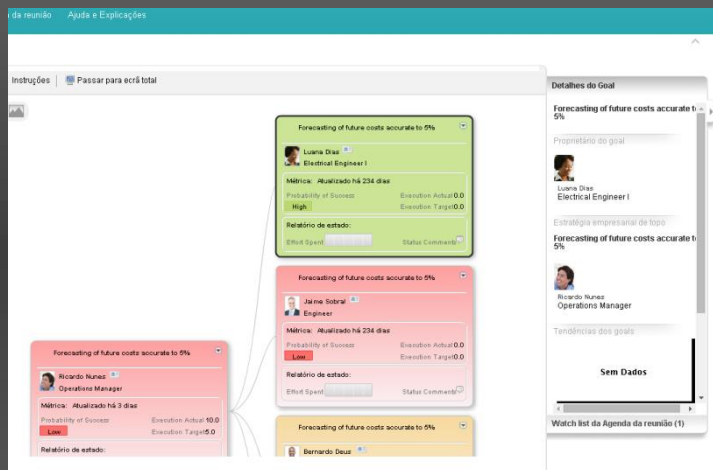 da reunião Ajuda e Explicações
Instruções Passar para ecrã total
Forecasting of future costs accurate to 5%
Luana Dias
Electrical Engineer I
Métrica: Atualizado há 234 dias
Probability of Success Execution Actual 0.0
High Execution Target 0.0
Relatório de estado:
Effort Spent Status Comments
Forecasting of future costs accurate to 5%
Jaime Sobral
Engineer
Métrica: Atualizado há 234 dias
Probability of Success Execution Actual 0.0
Low Execution Target 0.0
Relatório de estado:
Effort Spent Status Comments
Forecasting of future costs accurate to 5%
Ricardo Nunes
Operations Manager
Métrica: Atualizado há 3 dias
Probability of Success Execution Actual 10.0
Low Execution Target 5.0
Relatório de estado:
Forecasting of future costs accurate to 5%
Bernardo Deus
Detalhes do Goal
Forecasting of future costs accurate to
5%
Proprietário do goal
Luana Dias
Electrical Engineer I
Estratégia empresarial de topo
Forecasting of future costs accurate to
5%
Ricardo Nunes
Operations Manager
Tendências dos goals
Sem Dados
Watch list da Agenda da reunião (1)